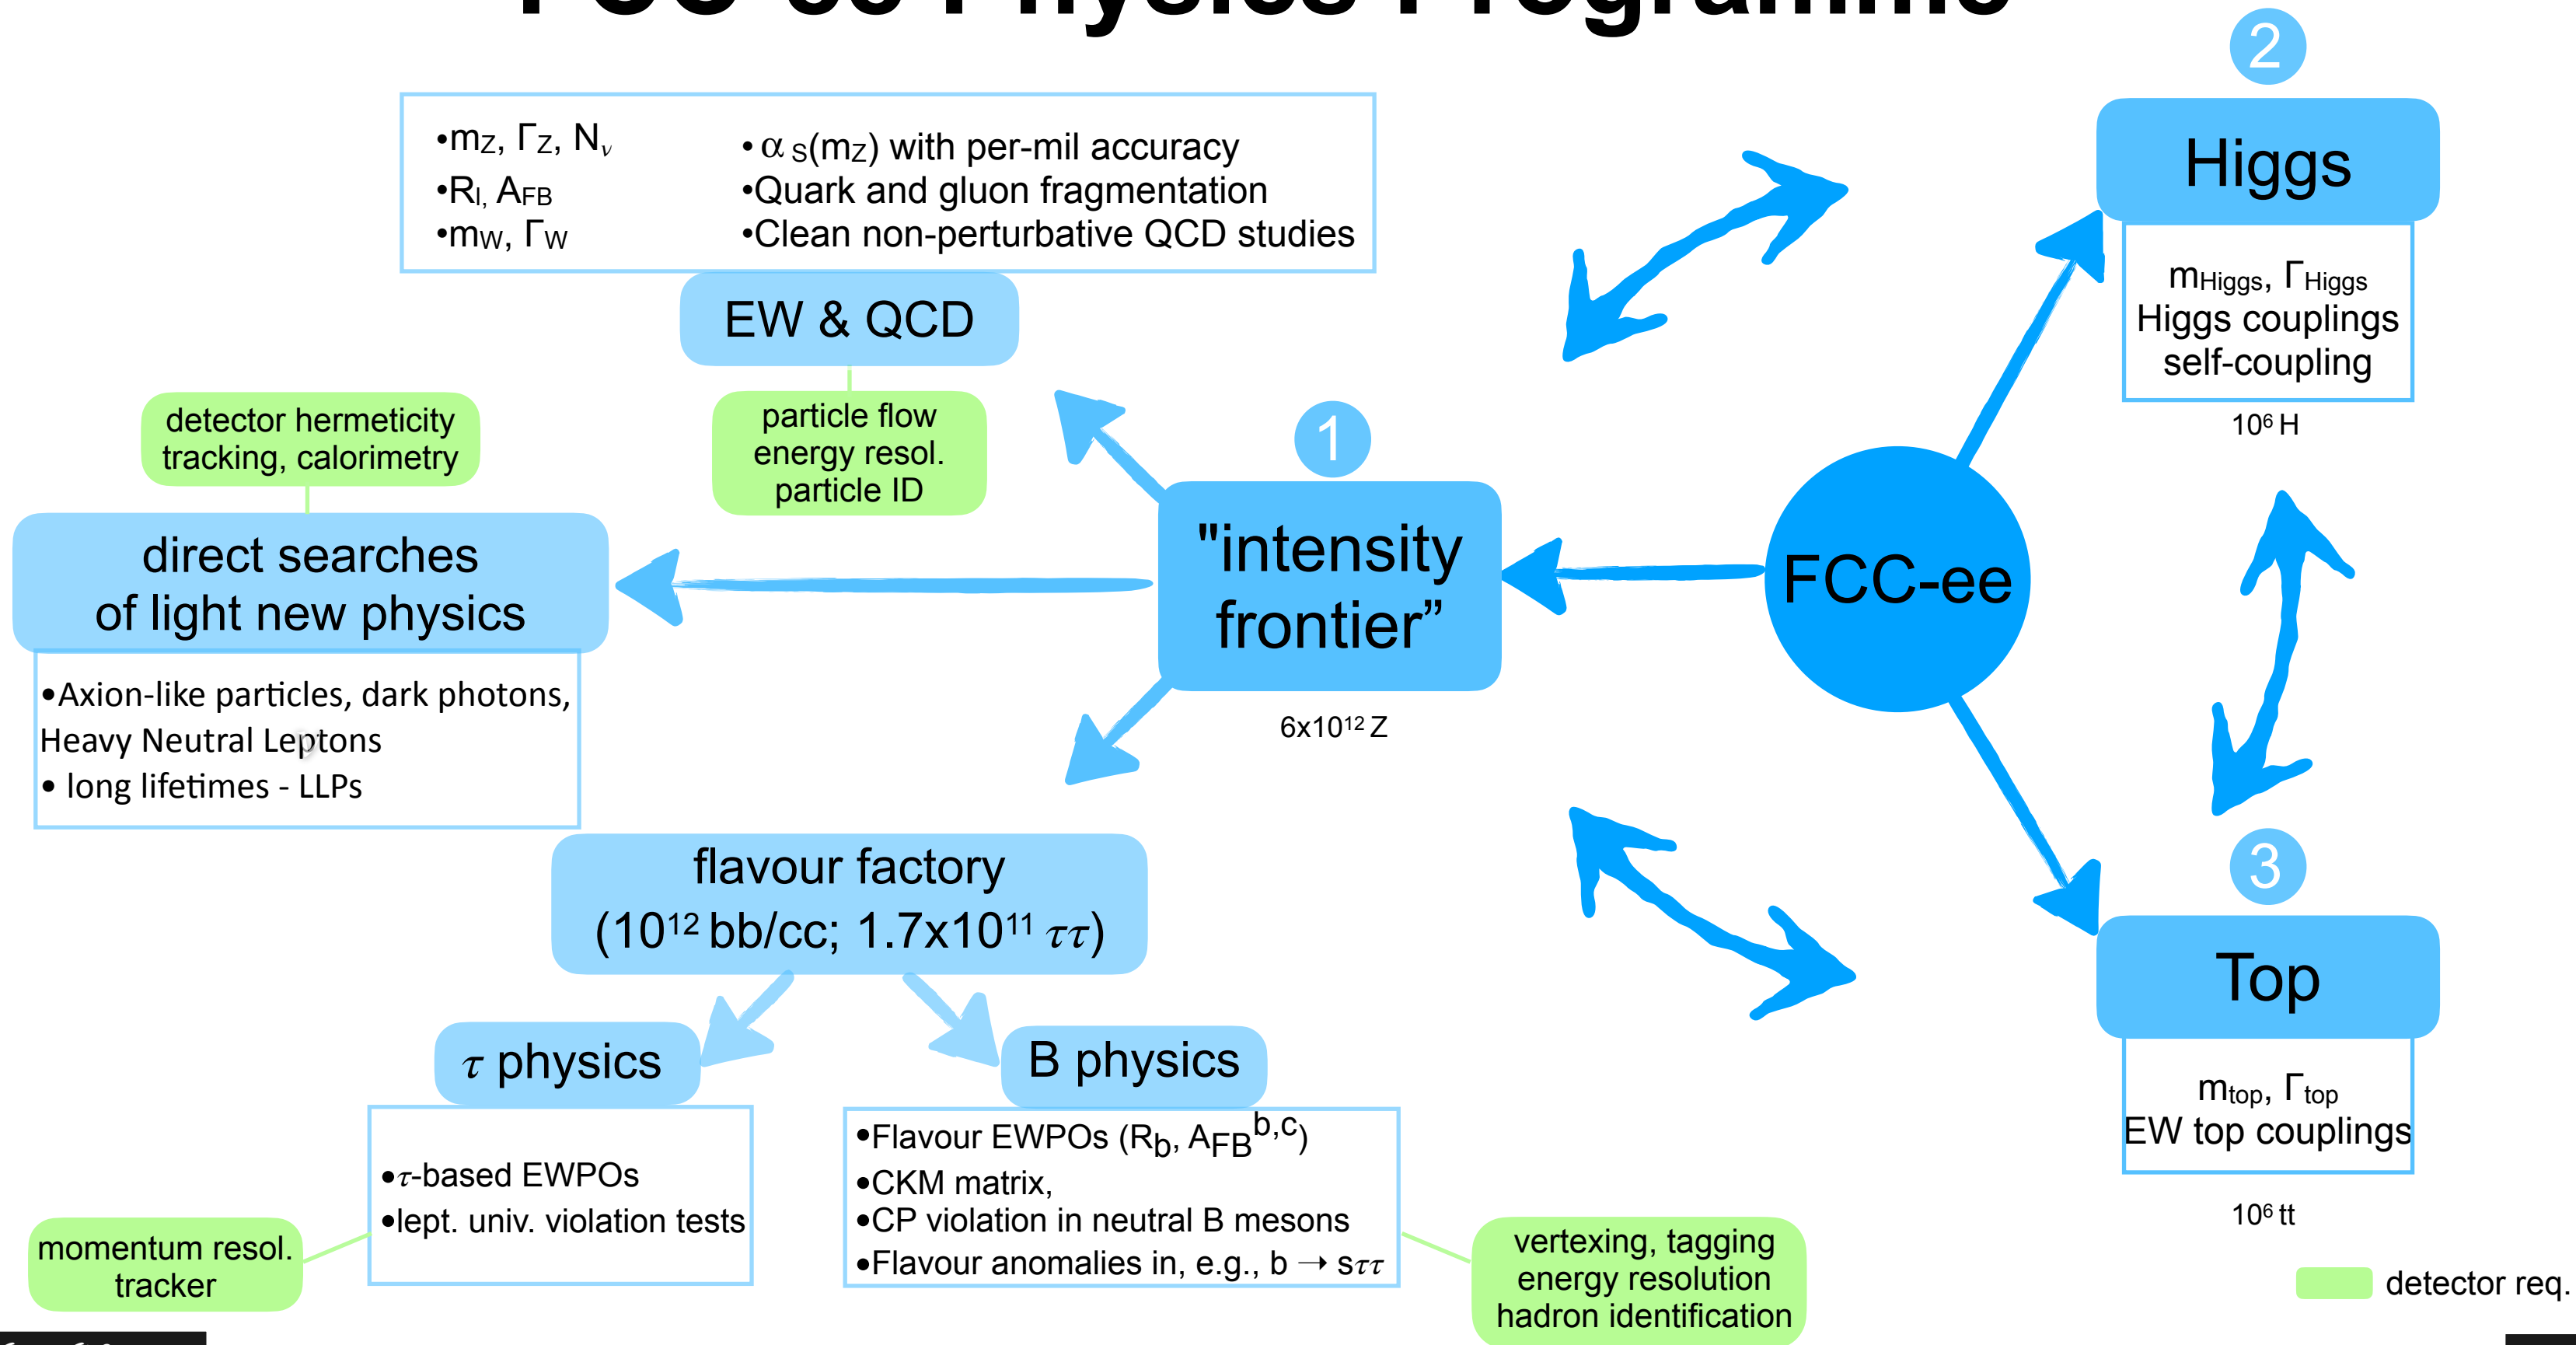 FCC-ee Physics Programme
2
Higgs
mHiggs, ΓHiggs
Higgs couplings
self-coupling
10⁶ H
•mZ, ΓZ, Nν
•Rl, AFB
•mW, ΓW
• αS(mZ) with per-mil accuracy
•Quark and gluon fragmentation
•Clean non-perturbative QCD studies
EW & QCD
particle flow
energy resol.
particle ID
detector hermeticity
tracking, calorimetry
direct searches
of light new physics
•Axion-like particles, dark photons,
Heavy Neutral Leptons
• long lifetimes - LLPs
1
"intensity
frontier”
6x10¹² Z
FCC-ee
flavour factory
(10¹² bb/cc; 1.7x10¹¹ ττ)
τ physics
•τ-based EWPOs
•lept. univ. violation tests
momentum resol.
tracker
B physics
•Flavour EWPOs (Rb, AFBᵇ,ᶜ)
•CKM matrix,
•CP violation in neutral B mesons
•Flavour anomalies in, e.g., b → sττ
vertexing, tagging
energy resolution
hadron identification
3
Top
mtop, Γtop
EW top couplings
10⁶ tt
detector req.